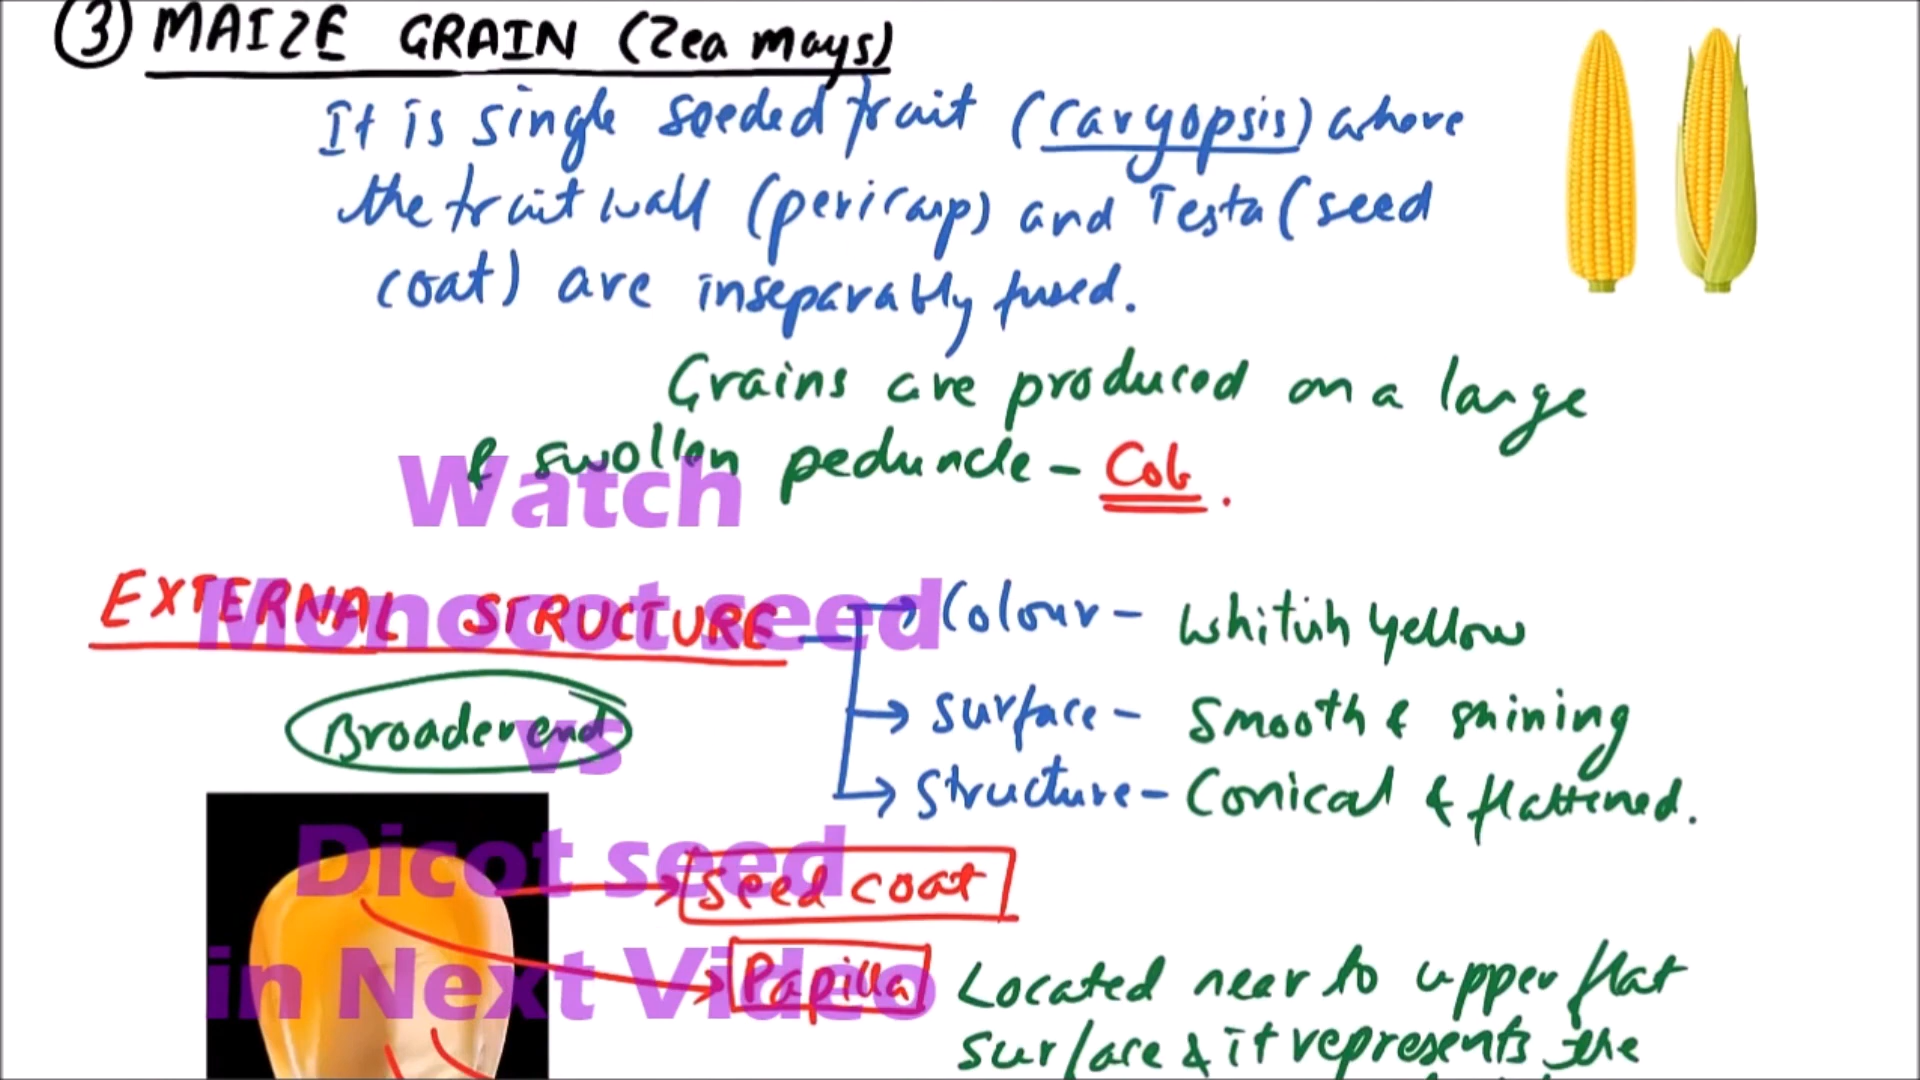 ③ MAIZE GRAIN (Zea mays)
It is single seeded fruit (caryopsis) where
the fruit wall (pericarp) and Testa (seed
coat) are inseparably fused.
Grains are produced on a large
& swollen peduncle - Cob.
Watch
Monocot seed
vs
Dicot seed
in Next Video
EXTERNAL STRUCTURE
Colour - Whitish yellow
Surface - Smooth & shining
Structure - Conical & flattened.
Broader end
Seed coat
Papilla
Located near to upper flat
surface & it represents the